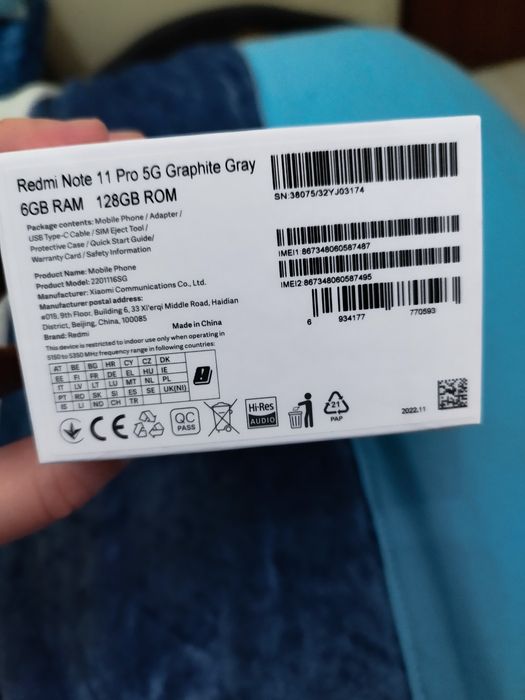 Redmi Note 11 Pro 5G Graphite Gray
6GB RAM 128GB ROM
Package contents: Mobile Phone / Adapter /
USB Type-C Cable / SIM Eject Tool /
Protective Case / Quick Start Guide/
Warranty Card / Safety Information
Product Name: Mobile Phone
Product Model: 2201116SG
Manufacturer: Xiaomi Communications Co., Ltd.
Manufacturer postal address:
#019, 9th Floor, Building 6, 33 Xi'erqi Middle Road, Haidian
District, Beijing, China, 100085
Brand: Redmi
Made in China
This device is restricted to indoor use only when operating in
5150 to 5350 MHz frequency range in following countries:
AT BE BG HR CY CZ DK
EE FI FR DE EL HU IE
IT LV LT LU MT NL PL
PT RO SK SI ES SE UK(NI)
IS LI NO CH TR
SN:38075/32YJ03174
IMEI1:867348060587487
IMEI2:867348060587495
6 934177 770593
CE
QC
PASS
Hi-Res
AUDIO
21
PAP
2022.11